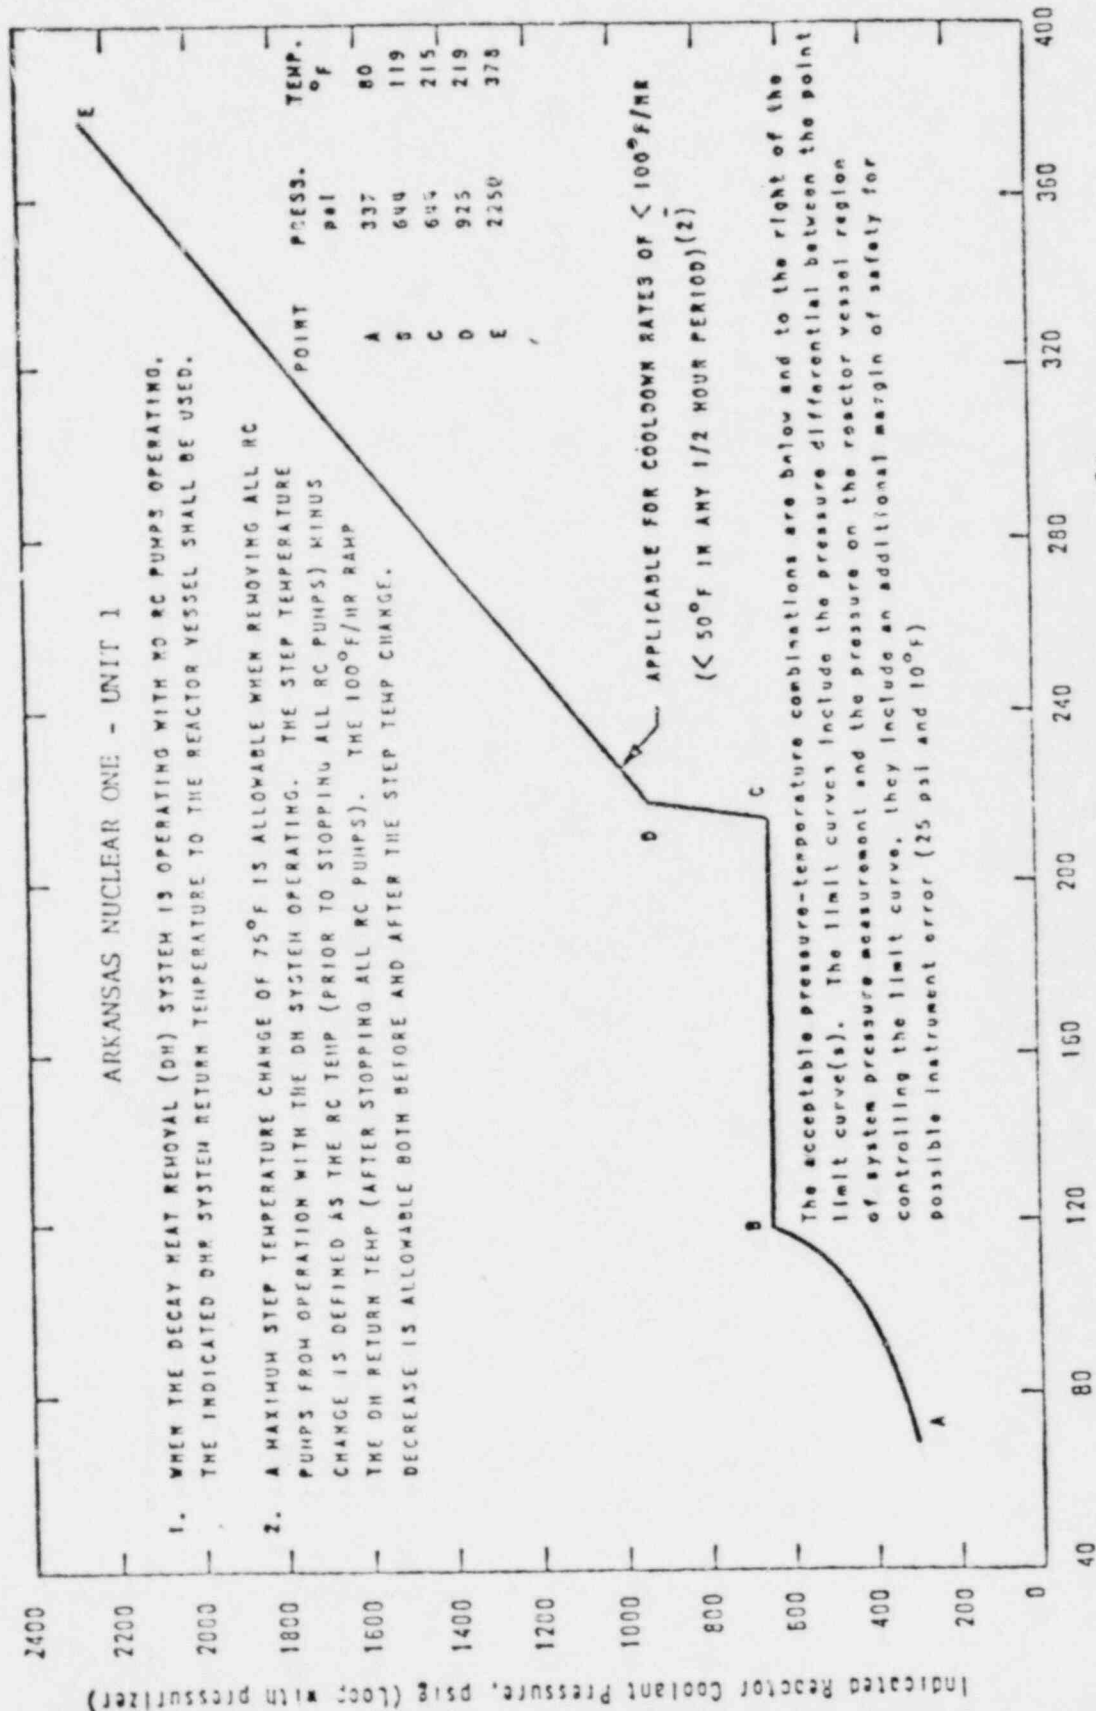 ARKANSAS NUCLEAR ONE - UNIT 1
1. WHEN THE DECAY HEAT REMOVAL (DH) SYSTEM IS OPERATING WITH NO RC PUMPS OPERATING,
THE INDICATED DHR SYSTEM RETURN TEMPERATURE TO THE REACTOR VESSEL SHALL BE USED.
2. A MAXIMUM STEP TEMPERATURE CHANGE OF 75°F IS ALLOWABLE WHEN REMOVING ALL RC
PUMPS FROM OPERATION WITH THE DH SYSTEM OPERATING. THE STEP TEMPERATURE
CHANGE IS DEFINED AS THE RC TEMP (PRIOR TO STOPPING ALL RC PUMPS) MINUS
THE DH RETURN TEMP (AFTER STOPPING ALL RC PUMPS). THE 100°F/HR RAMP
DECREASE IS ALLOWABLE BOTH BEFORE AND AFTER THE STEP TEMP CHANGE.
POINT PRESS. TEMP.
psi °F
A 337 80
B 644 119
C 644 215
D 925 219
E 2250 378
E
D
C
B
A
APPLICABLE FOR COOLDOWN RATES OF < 100°F/HR
(< 50°F IN ANY 1/2 HOUR PERIOD)(2)
The acceptable pressure-temperature combinations are below and to the right of the
limit curve(s). The limit curves include the pressure differential between the point
of system pressure measurement and the pressure on the reactor vessel region
controlling the limit curve, they include an additional margin of safety for
possible instrument error (25 psi and 10°F)
Indicated Reactor Coolant Pressure, psig (Loop with pressurizer)
2400
2200
2000
1800
1600
1400
1200
1000
800
600
400
200
0
40 80 120 160 200 240 280 320 360 400